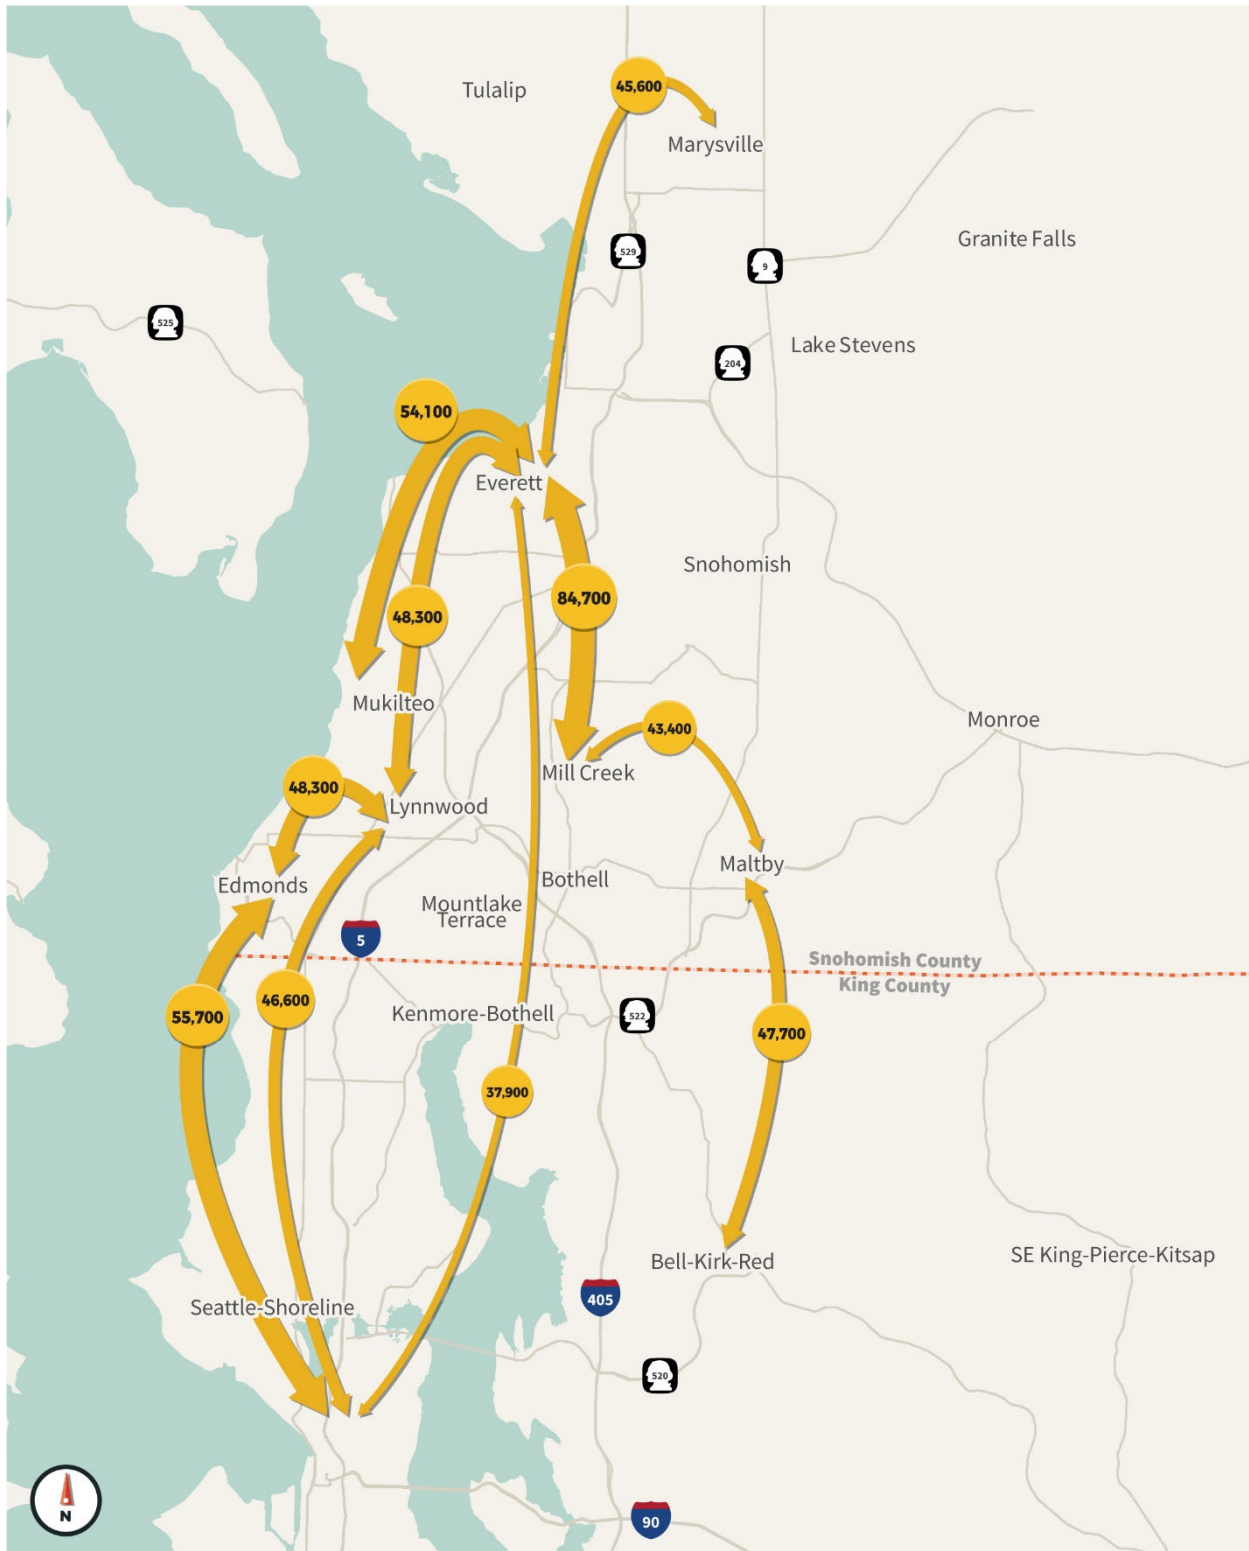 45,600
Tulalip
Marysville
Granite Falls
529
9
525
Lake Stevens
204
54,100
Everett
Snohomish
84,700
48,300
Mukilteo
Monroe
43,400
Mill Creek
48,300
Lynnwood
Maltby
Edmonds
Bothell
Mountlake
Terrace
5
Snohomish County
King County
46,600
Kenmore-Bothell
522
55,700
47,700
37,900
Bell-Kirk-Red
SE King-Pierce-Kitsap
405
Seattle-Shoreline
520
N
90